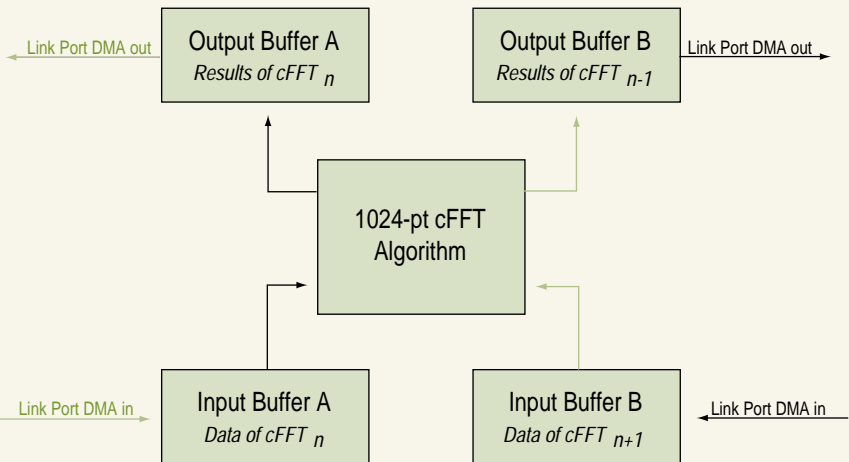 Link Port DMA out
Output Buffer A
Results of cFFT n
Output Buffer B
Results of cFFT n-1
Link Port DMA out
1024-pt cFFT
Algorithm
Link Port DMA in
Input Buffer A
Data of cFFT n
Input Buffer B
Data of cFFT n+1
Link Port DMA in